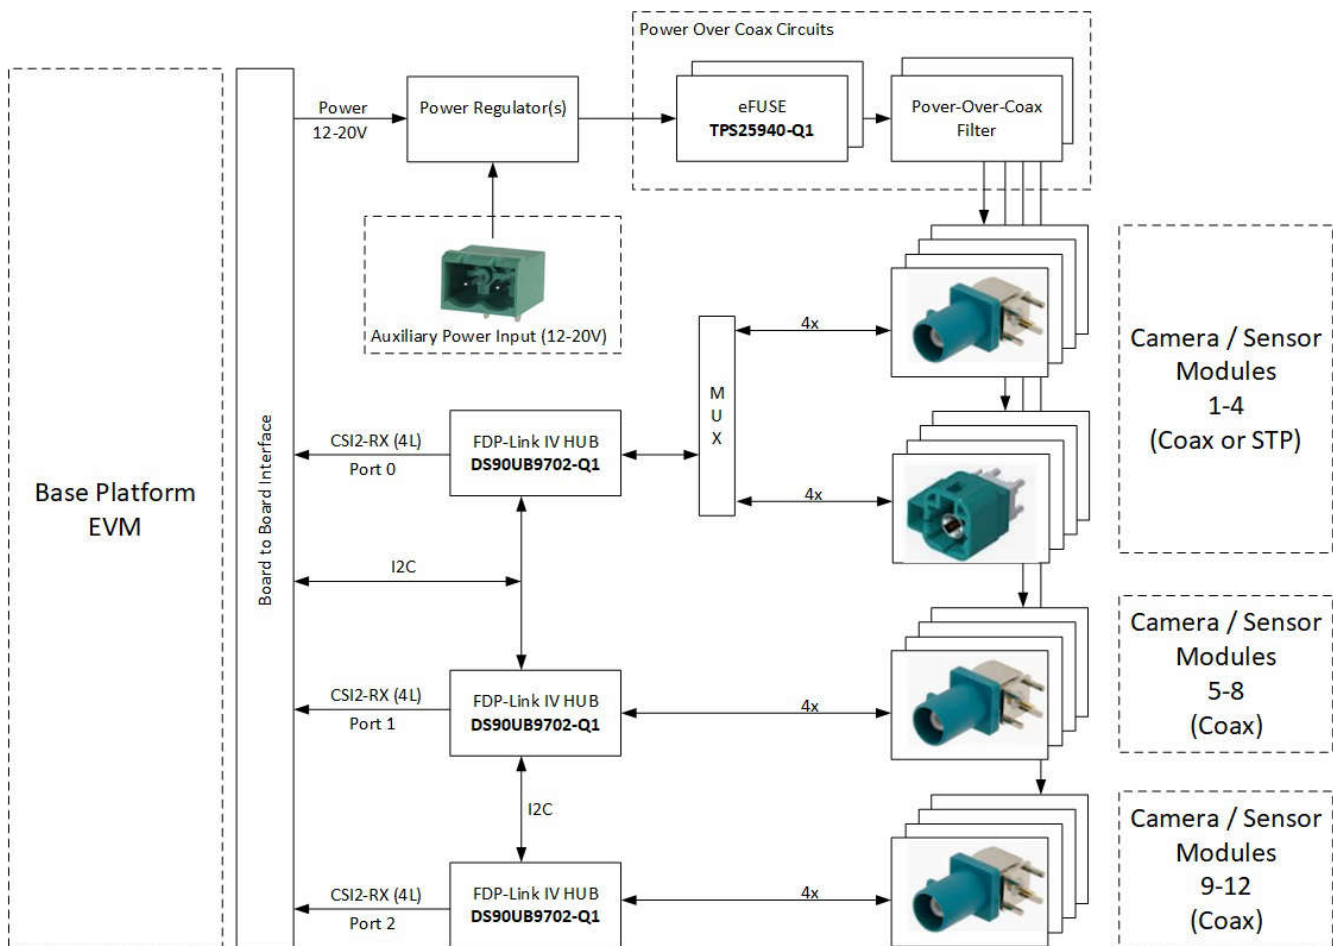 Power Over Coax Circuits
Power
12-20V
Power Regulator(s)
eFUSE
TPS25940-Q1
Pover-Over-Coax
Filter
Auxiliary Power Input (12-20V)
Base Platform
EVM
Board to Board Interface
CSI2-RX (4L)
Port 0
FDP-Link IV HUB
DS90UB9702-Q1
M
U
X
4x
4x
Camera / Sensor
Modules
1-4
(Coax or STP)
I2C
CSI2-RX (4L)
Port 1
FDP-Link IV HUB
DS90UB9702-Q1
4x
Camera / Sensor
Modules
5-8
(Coax)
I2C
CSI2-RX (4L)
Port 2
FDP-Link IV HUB
DS90UB9702-Q1
4x
Camera / Sensor
Modules
9-12
(Coax)